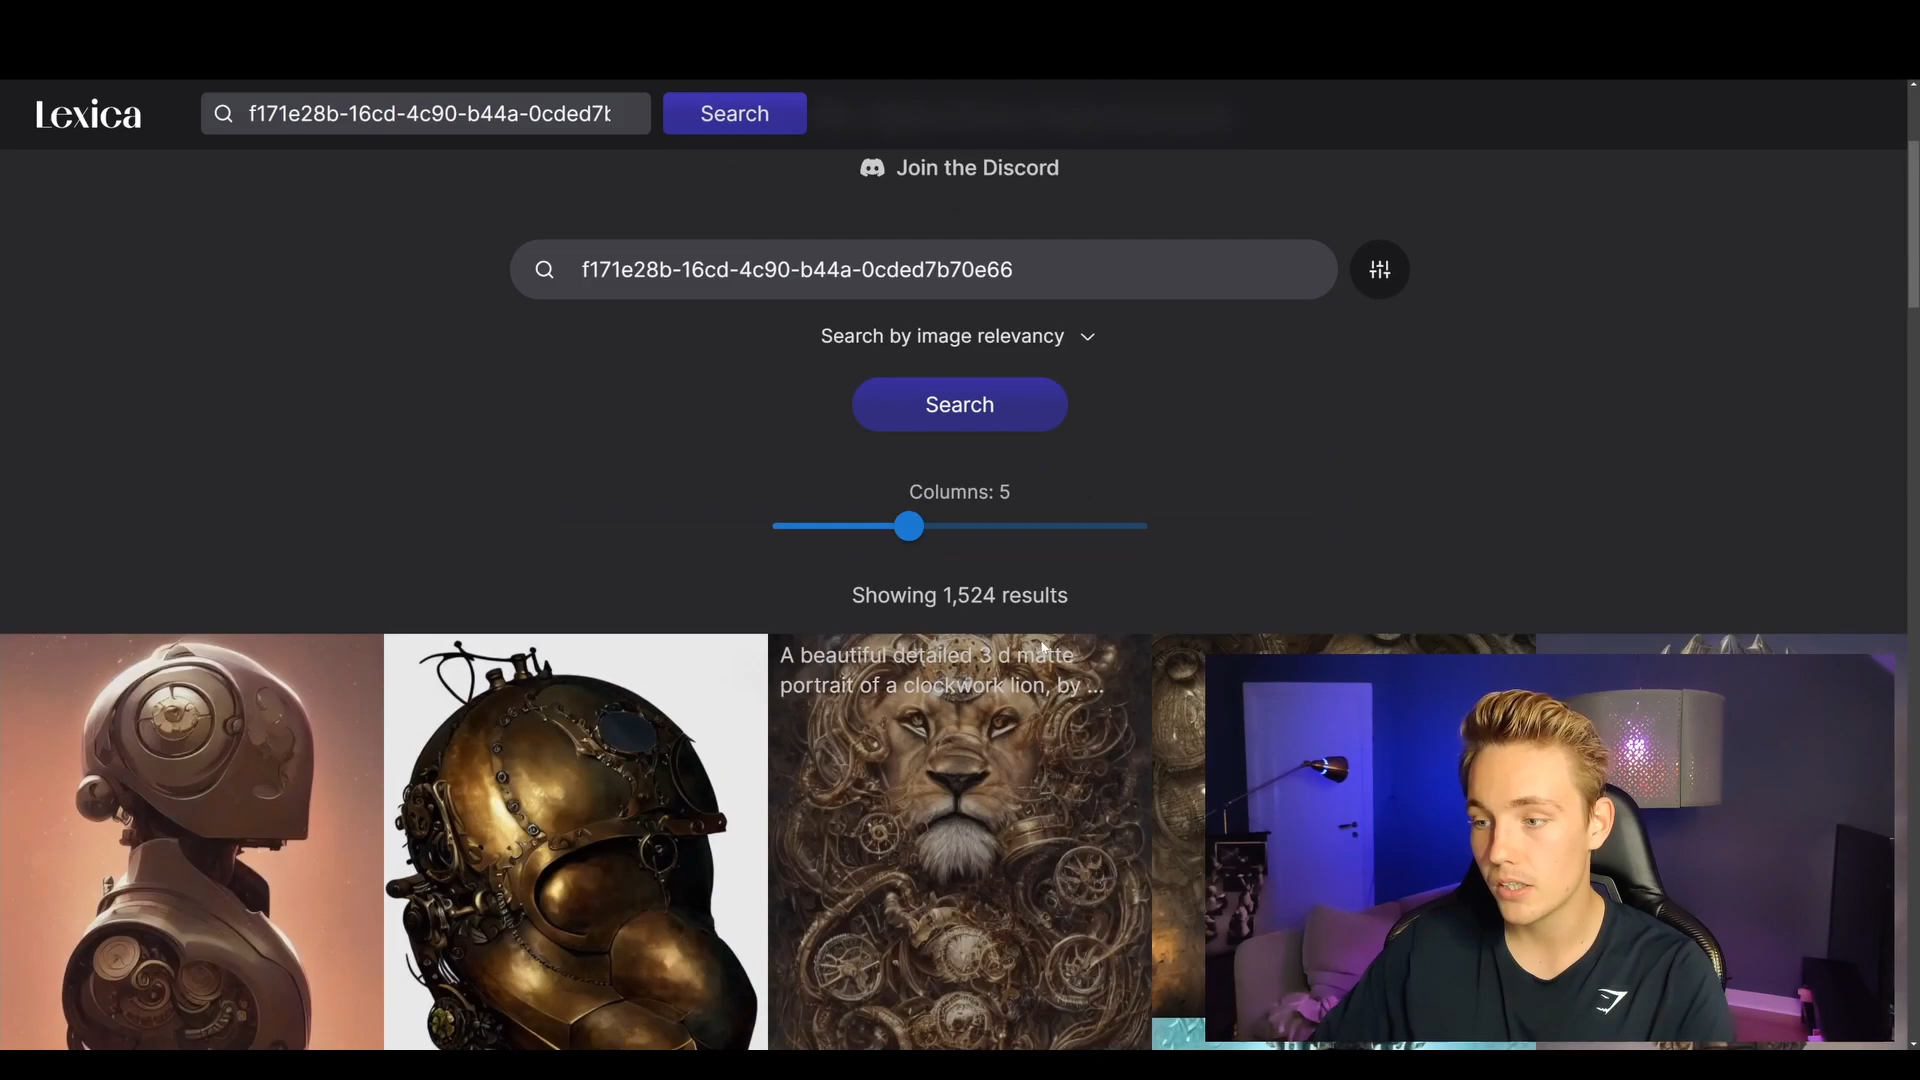 Lexica
f171e28b-16cd-4c90-b44a-0cded7b
Search
Join the Discord
f171e28b-16cd-4c90-b44a-0cded7b70e66
Search by image relevancy
Search
Columns: 5
Showing 1,524 results
A beautiful detailed 3 d matte
portrait of a clockwork lion, by ...